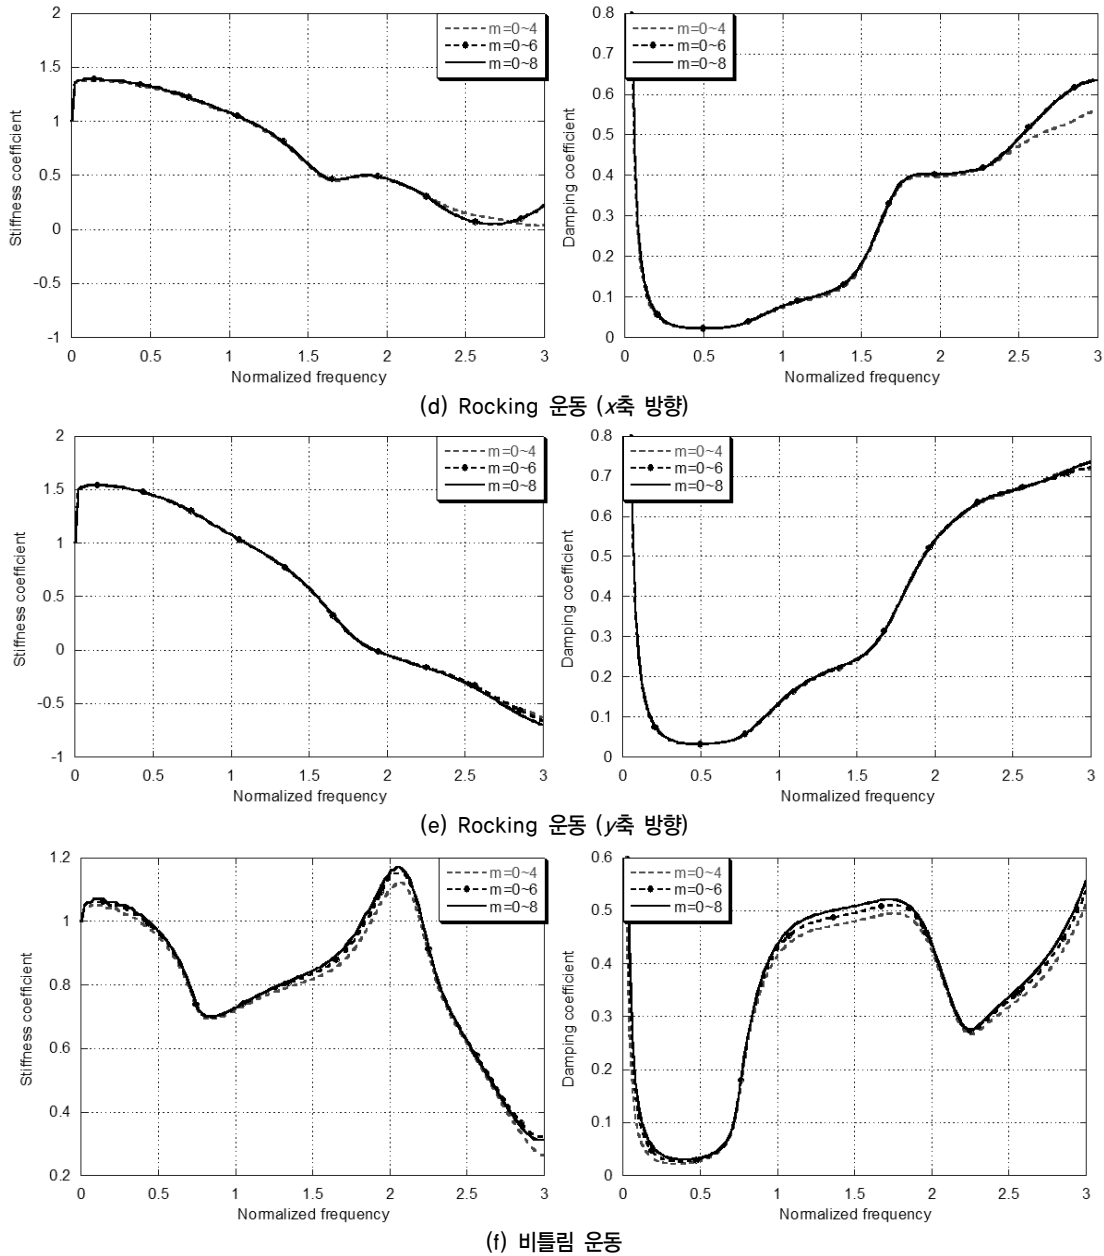 2
1.5
1
0.5
0
-0.5
-1
Stiffness coefficient
m=0~4
m=0~6
m=0~8
0 0.5 1 1.5 2 2.5 3
Normalized frequency
0.8
0.7
0.6
0.5
0.4
0.3
0.2
0.1
0
Damping coefficient
m=0~4
m=0~6
m=0~8
0 0.5 1 1.5 2 2.5 3
Normalized frequency
(d) Rocking 운동 (x축 방향)
2
1.5
1
0.5
0
-0.5
-1
Stiffness coefficient
m=0~4
m=0~6
m=0~8
0 0.5 1 1.5 2 2.5 3
Normalized frequency
0.8
0.7
0.6
0.5
0.4
0.3
0.2
0.1
0
Damping coefficient
m=0~4
m=0~6
m=0~8
0 0.5 1 1.5 2 2.5 3
Normalized frequency
(e) Rocking 운동 (y축 방향)
1.2
1
0.8
0.6
0.4
0.2
Stiffness coefficient
m=0~4
m=0~6
m=0~8
0 0.5 1 1.5 2 2.5 3
Normalized frequency
0.6
0.5
0.4
0.3
0.2
0.1
0
Damping coefficient
m=0~4
m=0~6
m=0~8
0 0.5 1 1.5 2 2.5 3
Normalized frequency
(f) 비틀림 운동